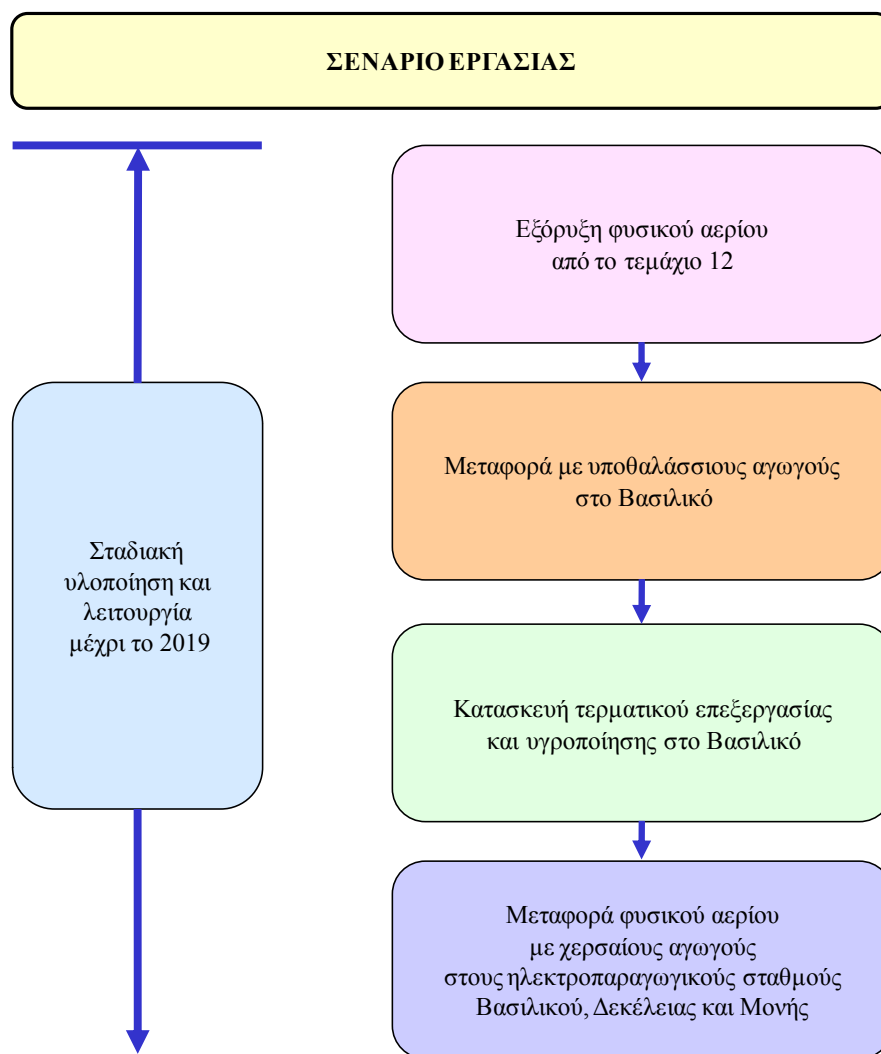 ΣΕΝΑΡΙΟ ΕΡΓΑΣΙΑΣ
Εξόρυξη φυσικού αερίου
από το τεμάχιο 12
Μεταφορά με υποθαλάσσιους αγωγούς
στο Βασιλικό
Σταδιακή
υλοποίηση και
λειτουργία
μέχρι το 2019
Κατασκευή τερματικού επεξεργασίας
και υγροποίησης στο Βασιλικό
Μεταφορά φυσικού αερίου
με χερσαίους αγωγούς
στους ηλεκτροπαραγωγικούς σταθμούς
Βασιλικού, Δεκέλειας και Μονής